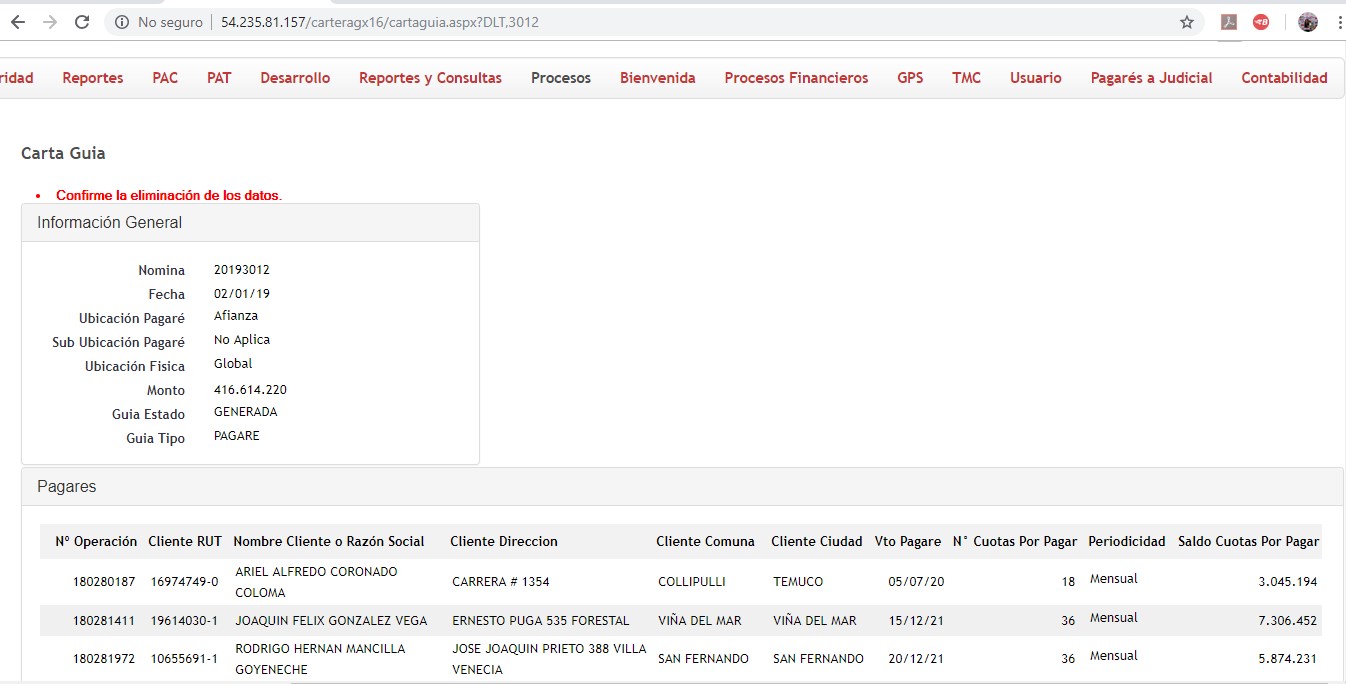 No seguro | 54.235.81.157/carteragx16/cartaguia.aspx?DLT,3012
ridad Reportes PAC PAT Desarrollo Reportes y Consultas Procesos Bienvenida Procesos Financieros GPS TMC Usuario Pagarés a Judicial Contabilidad
Carta Guia
• Confirme la eliminación de los datos.
Información General
Nomina 20193012
Fecha 02/01/19
Ubicación Pagaré Afianza
Sub Ubicación Pagaré No Aplica
Ubicación Fisica Global
Monto 416.614.220
Guia Estado GENERADA
Guia Tipo PAGARE
Pagares
Nº Operación Cliente RUT Nombre Cliente o Razón Social Cliente Direccion Cliente Comuna Cliente Ciudad Vto Pagare N° Cuotas Por Pagar Periodicidad Saldo Cuotas Por Pagar
180280187 16974749-0 ARIEL ALFREDO CORONADO COLOMA CARRERA # 1354 COLLIPULLI TEMUCO 05/07/20 18 Mensual 3.045.194
180281411 19614030-1 JOAQUIN FELIX GONZALEZ VEGA ERNESTO PUGA 535 FORESTAL VIÑA DEL MAR VIÑA DEL MAR 15/12/21 36 Mensual 7.306.452
180281972 10655691-1 RODRIGO HERNAN MANCILLA GOYENECHE JOSE JOAQUIN PRIETO 388 VILLA VENECIA SAN FERNANDO SAN FERNANDO 20/12/21 36 Mensual 5.874.231